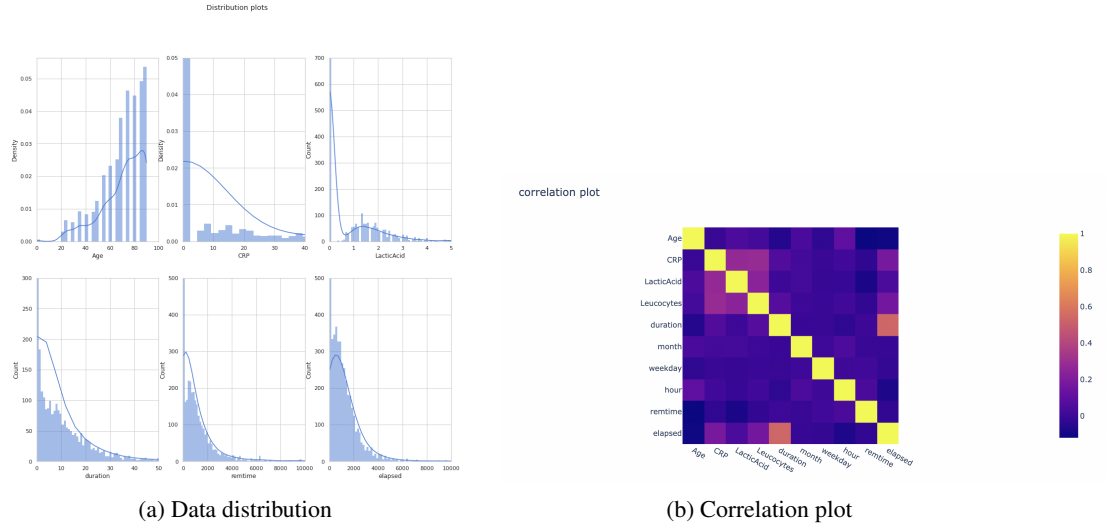 Distribution plots
0.05
0.04
0.03
0.02
0.01
0.00
Density
0
20
40
60
80
100
Age
0.05
0.04
0.03
0.02
0.01
0.00
Density
0
10
20
30
40
CRP
700
600
500
400
300
200
100
0
Count
0
1
2
3
4
5
LacticAcid
300
250
200
150
100
50
0
Count
0
10
20
30
40
50
duration
500
400
300
200
100
0
Count
0
2000
4000
6000
8000
10000
remtime
500
400
300
200
100
0
Count
0
2000
4000
6000
8000
10000
elapsed
(a) Data distribution
correlation plot
Age
CRP
LacticAcid
Leucocytes
duration
month
weekday
hour
remtime
elapsed
Age
CRP
LacticAcid
Leucocytes
duration
month
weekday
hour
remtime
elapsed
1
0.8
0.6
0.4
0.2
0
(b) Correlation plot